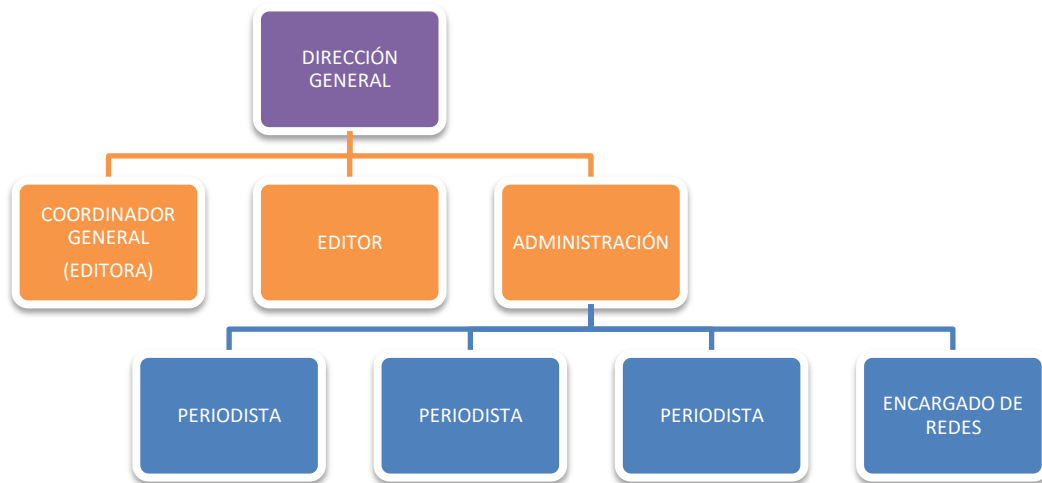 DIRECCIÓN
GENERAL
COORDINADOR
GENERAL
(EDITORA)
EDITOR
ADMINISTRACIÓN
PERIODISTA
PERIODISTA
PERIODISTA
ENCARGADO DE
REDES